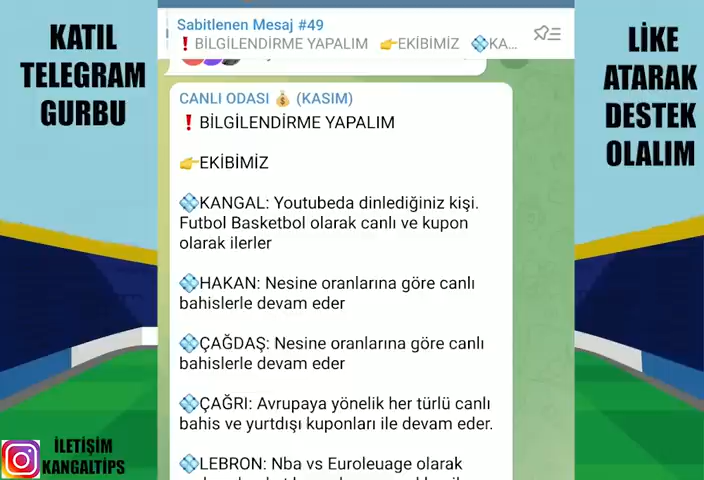 KATIL
TELEGRAM
GURBU
Sabitlenen Mesaj #49
❗BİLGİLENDİRME YAPALIM 👉EKİBİMİZ 💠KA...
LİKE
ATARAK
DESTEK
OLALIM
CANLI ODASI 💰 (KASIM)
❗BİLGİLENDİRME YAPALIM
👉EKİBİMİZ
💠KANGAL: Youtubeda dinlediğiniz kişi.
Futbol Basketbol olarak canlı ve kupon
olarak ilerler
💠HAKAN: Nesine oranlarına göre canlı
bahislerle devam eder
💠ÇAĞDAŞ: Nesine oranlarına göre canlı
bahislerle devam eder
💠ÇAĞRI: Avrupaya yönelik her türlü canlı
bahis ve yurtdışı kuponları ile devam eder.
💠LEBRON: Nba vs Euroleuage olarak
İLETİŞİM
KANGALTİPS